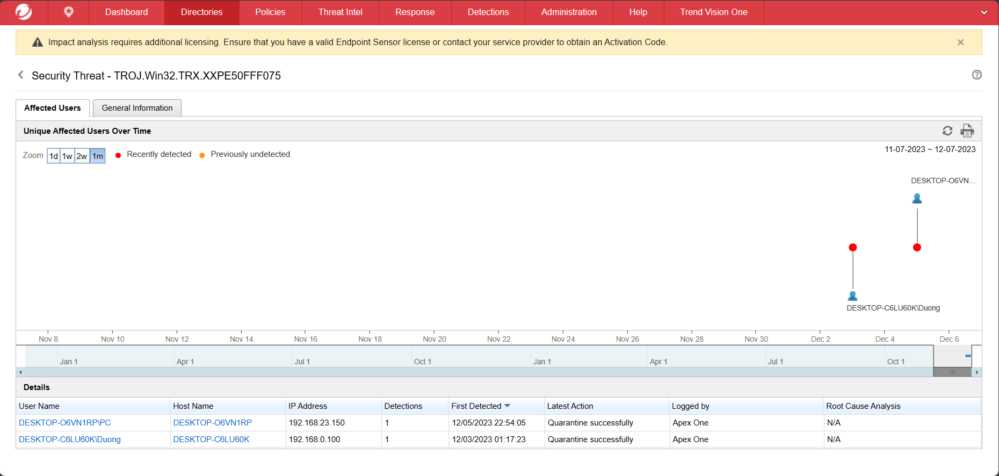 Dashboard Directories Policies Threat Intel Response Detections Administration Help Trend Vision One
Impact analysis requires additional licensing. Ensure that you have a valid Endpoint Sensor license or contact your service provider to obtain an Activation Code.
Security Threat - TROJ.Win32.TRX.XXPE50FFF075
Affected Users General Information
Unique Affected Users Over Time
Zoom 1d 1w 2w 1m Recently detected Previously undetected 11-07-2023 ~ 12-07-2023
DESKTOP-O6VN...
DESKTOP-C6LU60K\Duong
Nov 8 Nov 10 Nov 12 Nov 14 Nov 16 Nov 18 Nov 20 Nov 22 Nov 24 Nov 26 Nov 28 Nov 30 Dec 2 Dec 4 Dec 6
Jan 1 Apr 1 Jul 1 Oct 1 Jan 1 Apr 1 Jul 1 Oct 1
Details
User Name Host Name IP Address Detections First Detected Latest Action Logged by Root Cause Analysis
DESKTOP-O6VN1RP\PC DESKTOP-O6VN1RP 192.168.23.150 1 12/05/2023 22:54:05 Quarantine successfully Apex One N/A
DESKTOP-C6LU60K\Duong DESKTOP-C6LU60K 192.168.0.100 1 12/03/2023 01:17:23 Quarantine successfully Apex One N/A